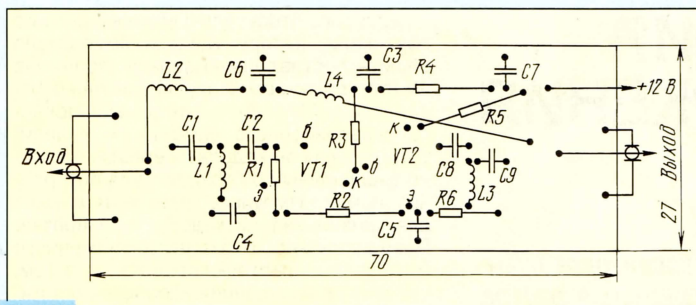 L2
C6
L4
C3
R4
C7
+12 В
C1
C2
R1
б
VT1
R3
к
R5
VT2
C8
C9
Вход
L1
э
к
б
L3
Выход
C4
R2
э
C5
R6
27
70